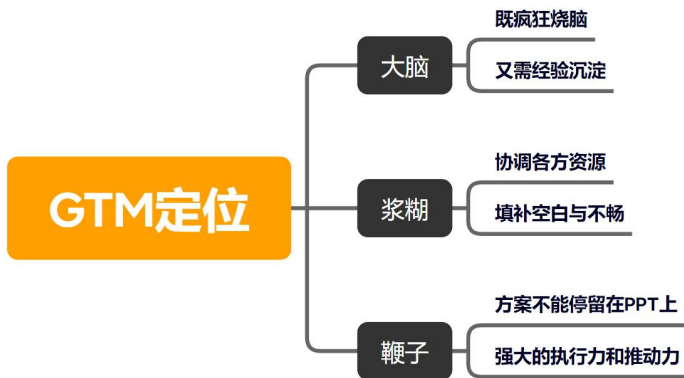 GTM定位
大脑
既疯狂烧脑
又需经验沉淀
浆糊
协调各方资源
填补空白与不畅
鞭子
方案不能停留在PPT上
强大的执行力和推动力